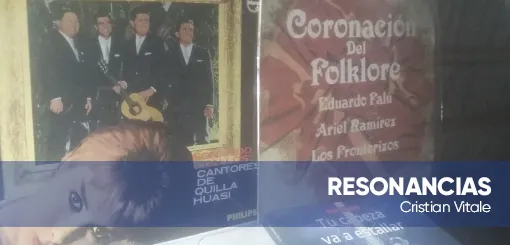 CANTORES
DE
QUILLA
HUASI
PHILIPS
Coronación
Del
Folklore
Eduardo Falú
Ariel Ramírez
Los Fronterizos
Tu cabeza
va a estallar
RESONANCIAS
Cristian Vitale